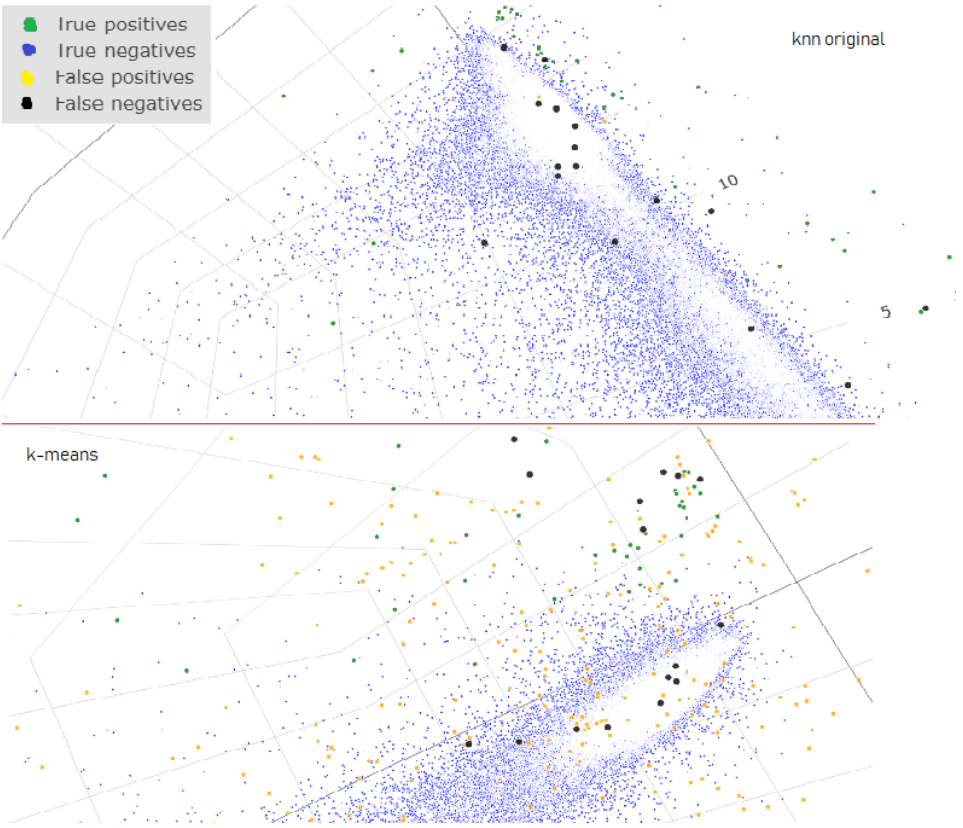 True positives
True negatives
False positives
False negatives
knn original
10
5
k-means